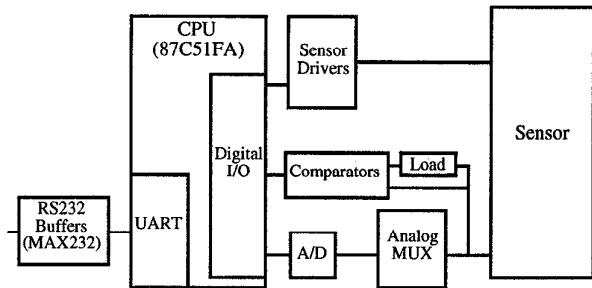 CPU
(87C51FA)
Sensor
Drivers
Sensor
Digital
I/O
Comparators
Load
RS232
Buffers
(MAX232)
UART
A/D
Analog
MUX